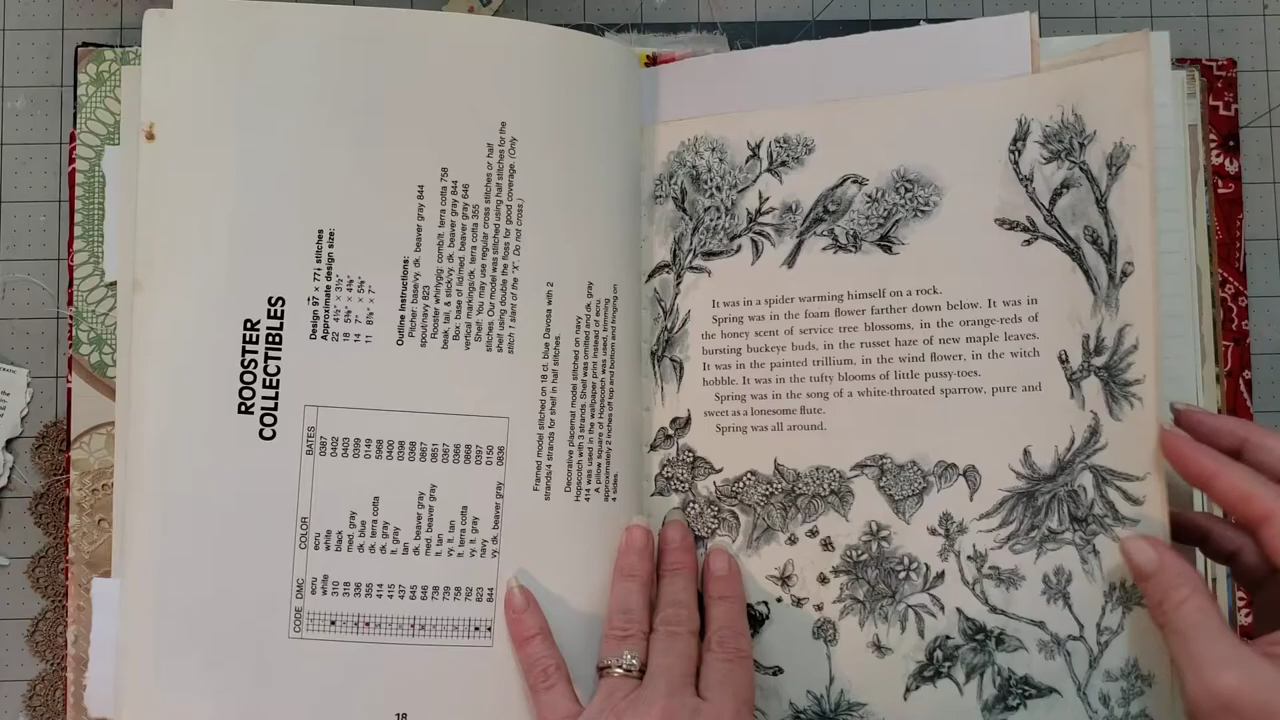 ROOSTER
COLLECTIBLES
Design 97 × 77 stitches
Approximate design size:
22 4½" × 3½"
18 5⅜" × 4⅜"
14 7" × 5⅝"
11 8⅞" × 7"
Outline Instructions:
Pitcher: base/vy. dk. beaver gray 844
spout/navy 823
Rooster whirlygig: comb/lt. terra cotta 758
beak, tail, & stick/vy. dk. beaver gray 844
Box: base of lid/med. beaver gray 646
vertical markings/dk. terra cotta 355
Shelf: You may use regular cross stitches or half
stitches. Our model was stitched using half stitches for the
shelf using double the floss for good coverage. (Only
stitch 1 slant of the "X". Do not cross.)
CODE DMC COLOR BATES
ecru ecru 0387
white white 0402
310 black 0403
318 med. gray 0399
336 dk. blue 0149
355 dk. terra cotta 5968
414 dk. gray 0400
415 lt. gray 0398
437 tan
645 dk. beaver gray
646 med. beaver gray
738 lt. tan
739 vy. lt. tan
758 lt. terra cotta 0868
762 vy. lt. gray 0397
823 navy 0150
844 vy. dk. beaver gray
Framed model stitched on 18 ct. blue Davosa with 2
strands/4 strands for shelf in half stitches.
Decorative placemat model stitched on navy
Hopscotch with 3 strands. Shelf was omitted and dk. gray
414 was used in the wallpaper print instead of ecru.
A pillow square of Hopscotch was used, trimming
approximately 2 inches off top and bottom and fringing on
4 sides.
18
It was in a spider warming himself on a rock.
Spring was in the foam flower farther down below. It was in
the honey scent of service tree blossoms, in the orange-reds of
bursting buckeye buds, in the russet haze of new maple leaves.
It was in the painted trillium, in the wind flower, in the witch
hobble. It was in the tufty blooms of little pussy-toes.
Spring was in the song of a white-throated sparrow, pure and
sweet as a lonesome flute.
Spring was all around.